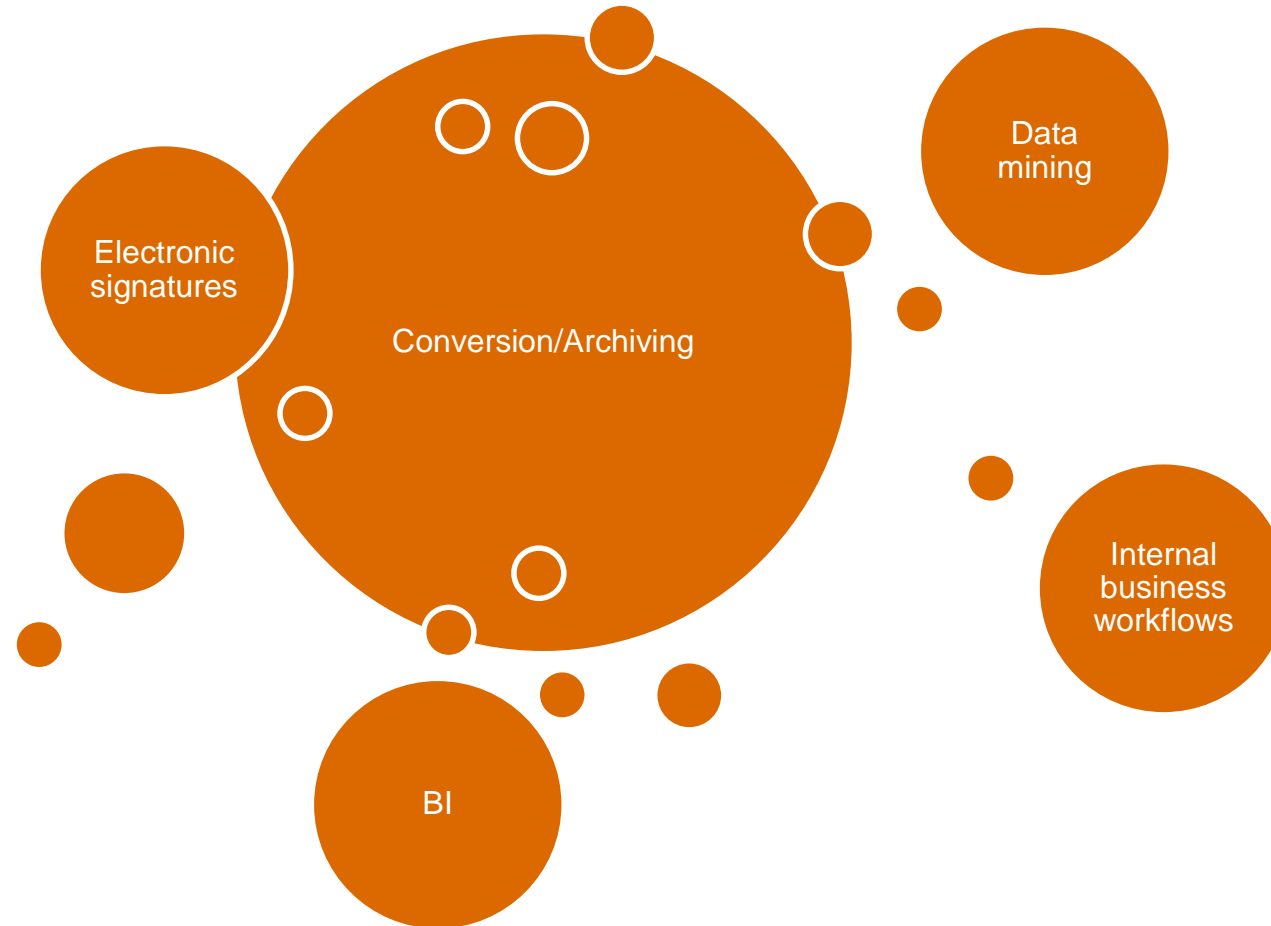 Data
mining
Electronic
signatures
Conversion/Archiving
Internal
business
workflows
BI